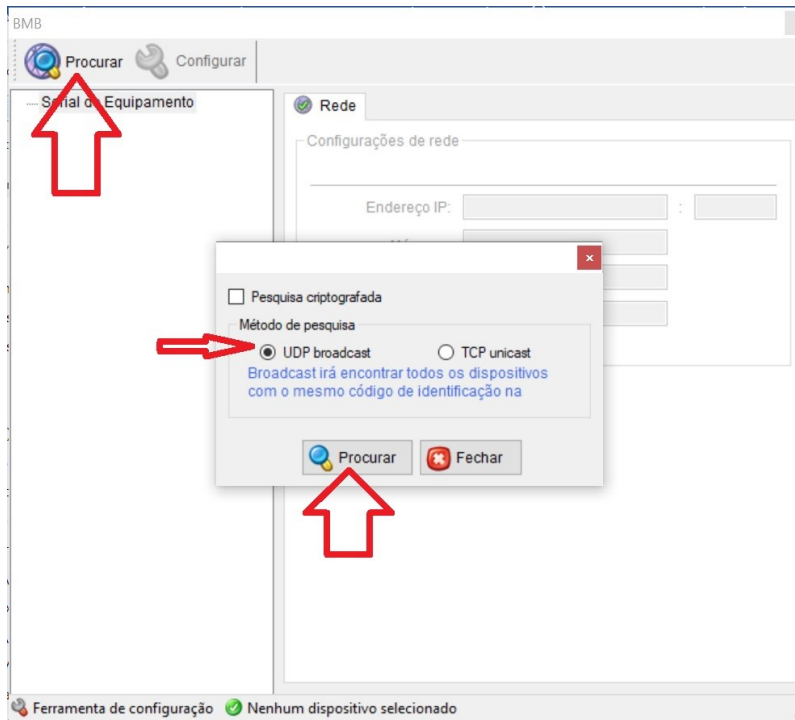 BMB
Procurar Configurar
Serial do Equipamento
Rede
Configurações de rede
Endereço IP: :
Pesquisa criptografada
Método de pesquisa
UDP broadcast TCP unicast
Broadcast irá encontrar todos os dispositivos
com o mesmo código de identificação na
Procurar Fechar
Ferramenta de configuração Nenhum dispositivo selecionado